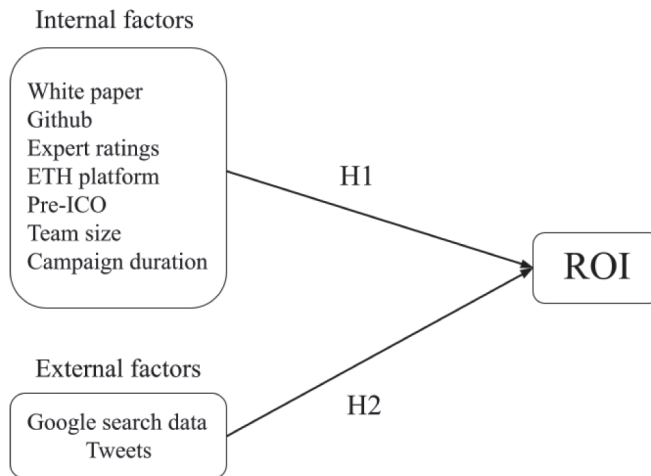 Internal factors
White paper
Github
Expert ratings
ETH platform
Pre-ICO
Team size
Campaign duration
H1
ROI
External factors
Google search data
Tweets
H2